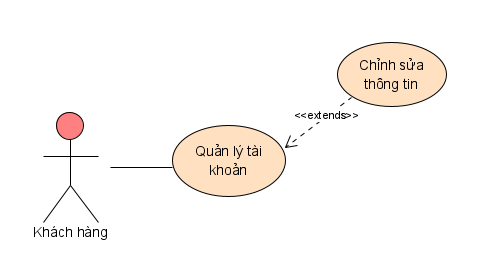 Chỉnh sửa
thông tin
<<extends>>
Quản lý tài
khoản
Khách hàng